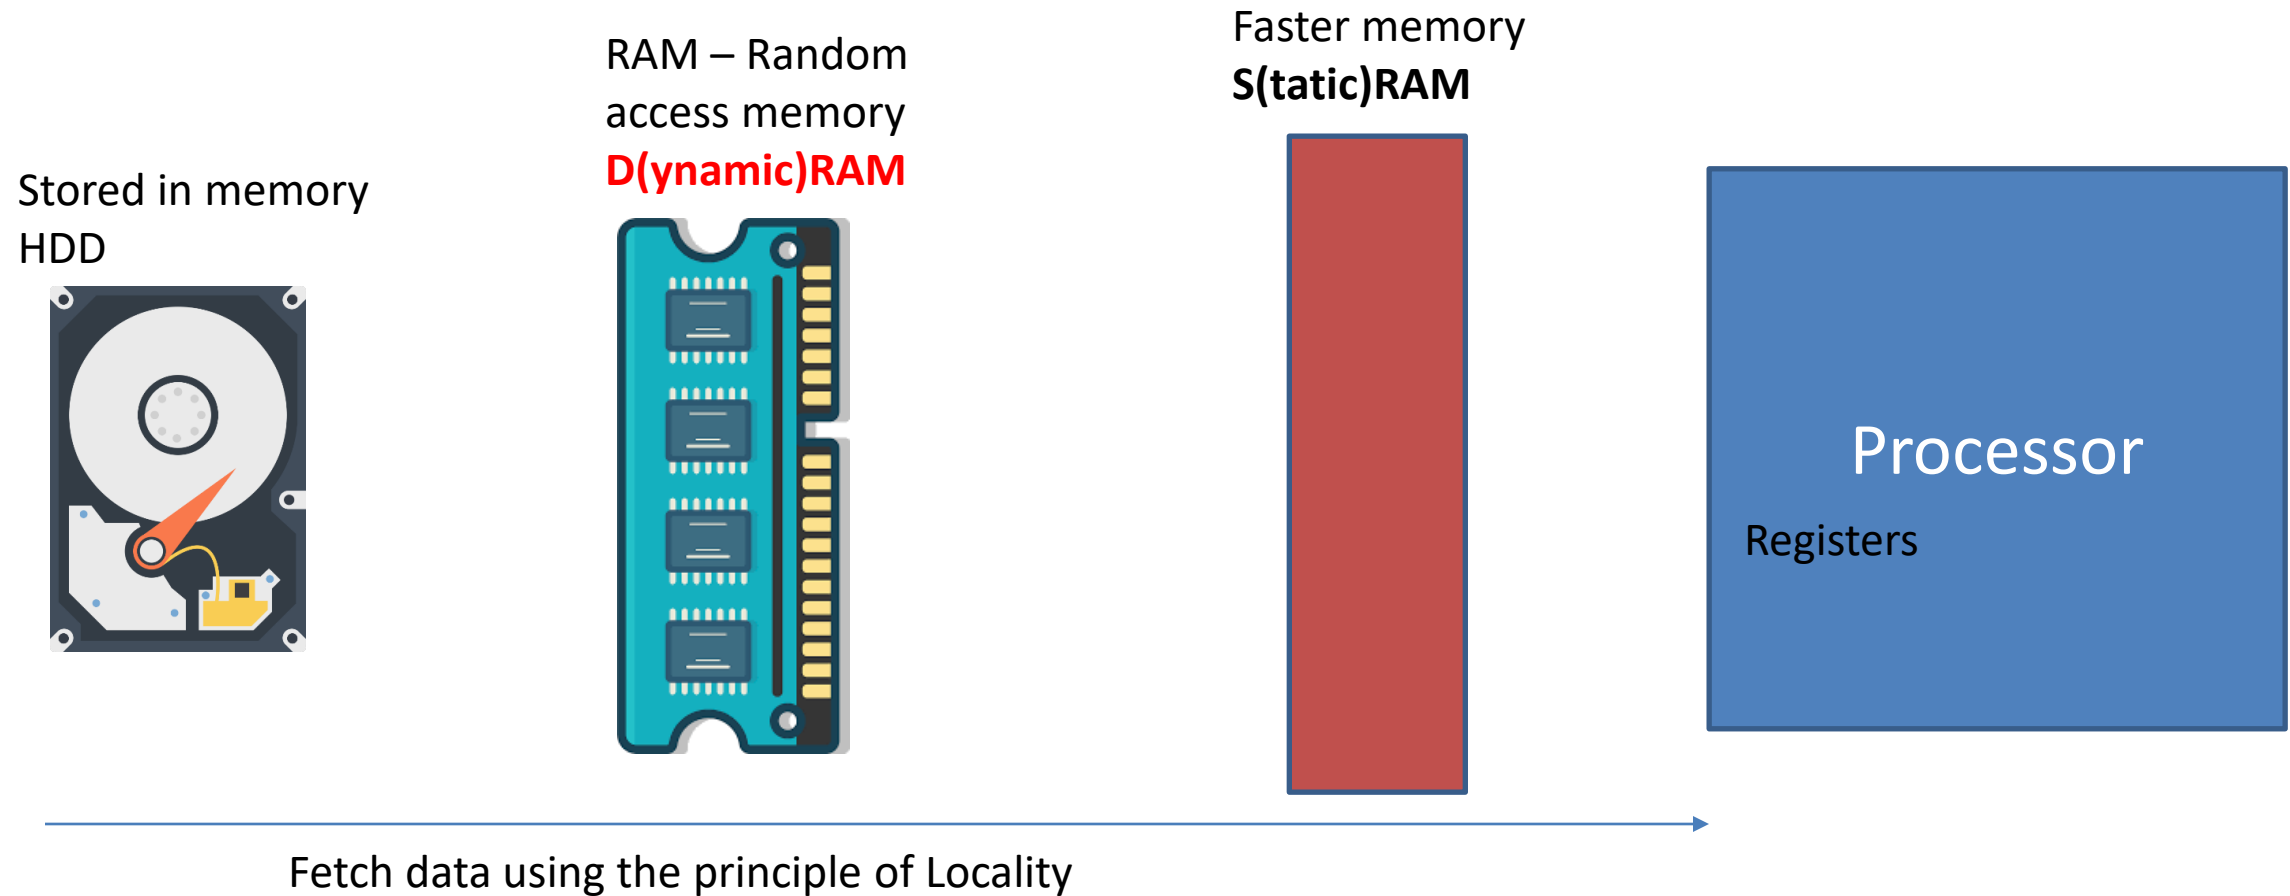 Stored in memory
HDD
RAM – Random
access memory
D(ynamic)RAM
Faster memory
S(tatic)RAM
Processor
Registers
Fetch data using the principle of Locality